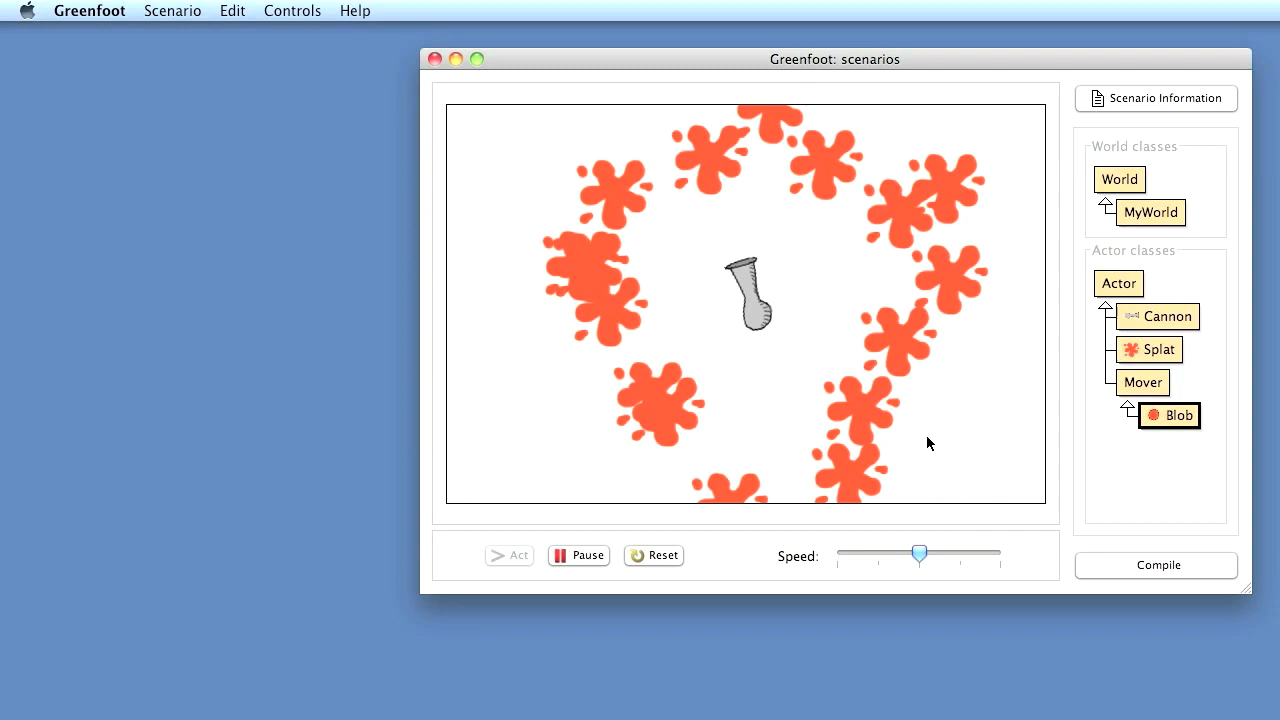 Greenfoot Scenario Edit Controls Help
Greenfoot: scenarios
Scenario Information
World classes
World
MyWorld
Actor classes
Actor
Cannon
Splat
Mover
Blob
Act Pause Reset Speed:
Compile